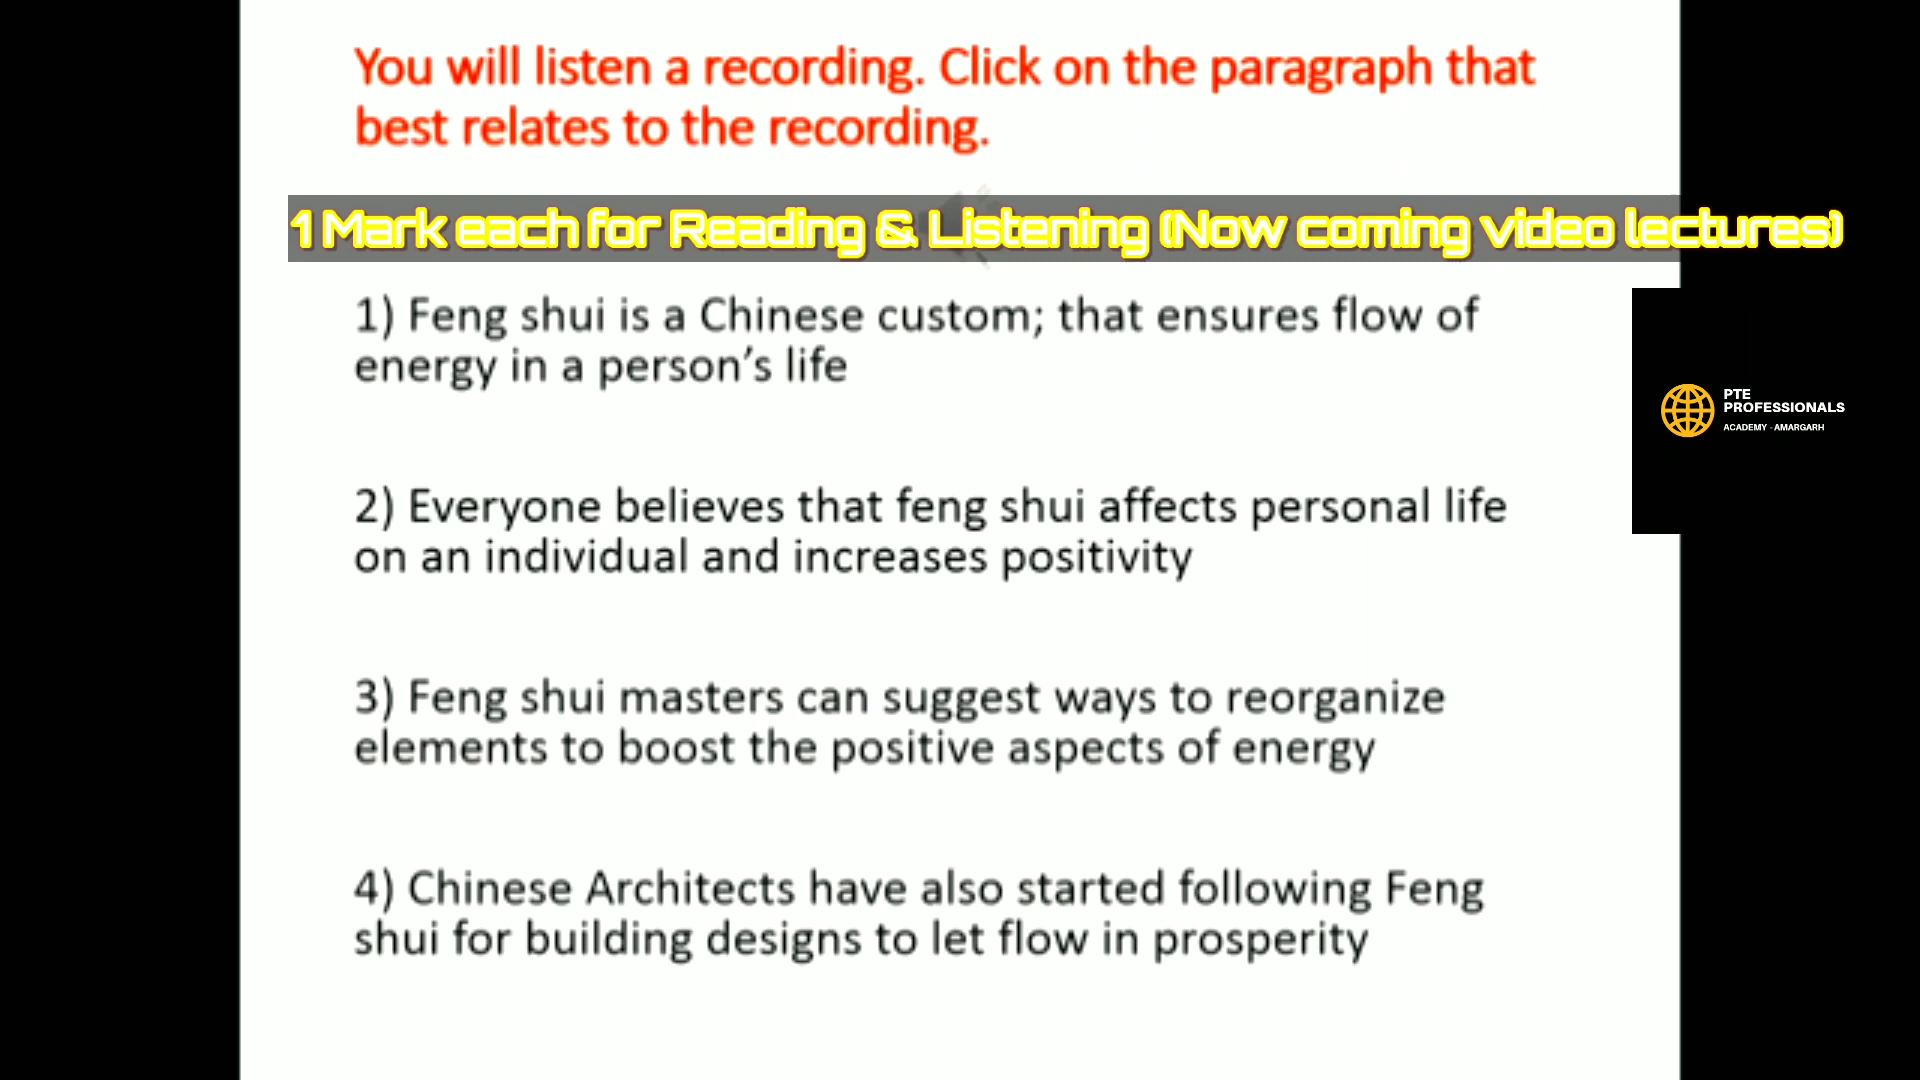 You will listen a recording. Click on the paragraph that
best relates to the recording.
1 Mark each for Reading & Listening (Now coming video lectures)
1) Feng shui is a Chinese custom; that ensures flow of
energy in a person’s life
PTE
PROFESSIONALS
ACADEMY - AMARGARH
2) Everyone believes that feng shui affects personal life
on an individual and increases positivity
3) Feng shui masters can suggest ways to reorganize
elements to boost the positive aspects of energy
4) Chinese Architects have also started following Feng
shui for building designs to let flow in prosperity